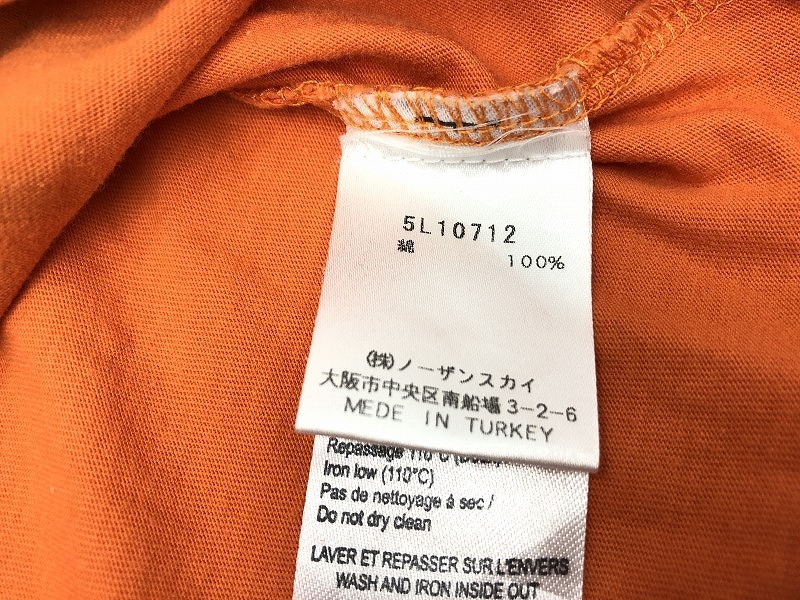 5L10712
綿 100%
(株)ノーザンスカイ
大阪市中央区南船場3-2-6
MEDE IN TURKEY
Repassage 110°C
Iron low (110°C)
Pas de nettoyage à sec /
Do not dry clean
LAVER ET REPASSER SUR L'ENVERS
WASH AND IRON INSIDE OUT